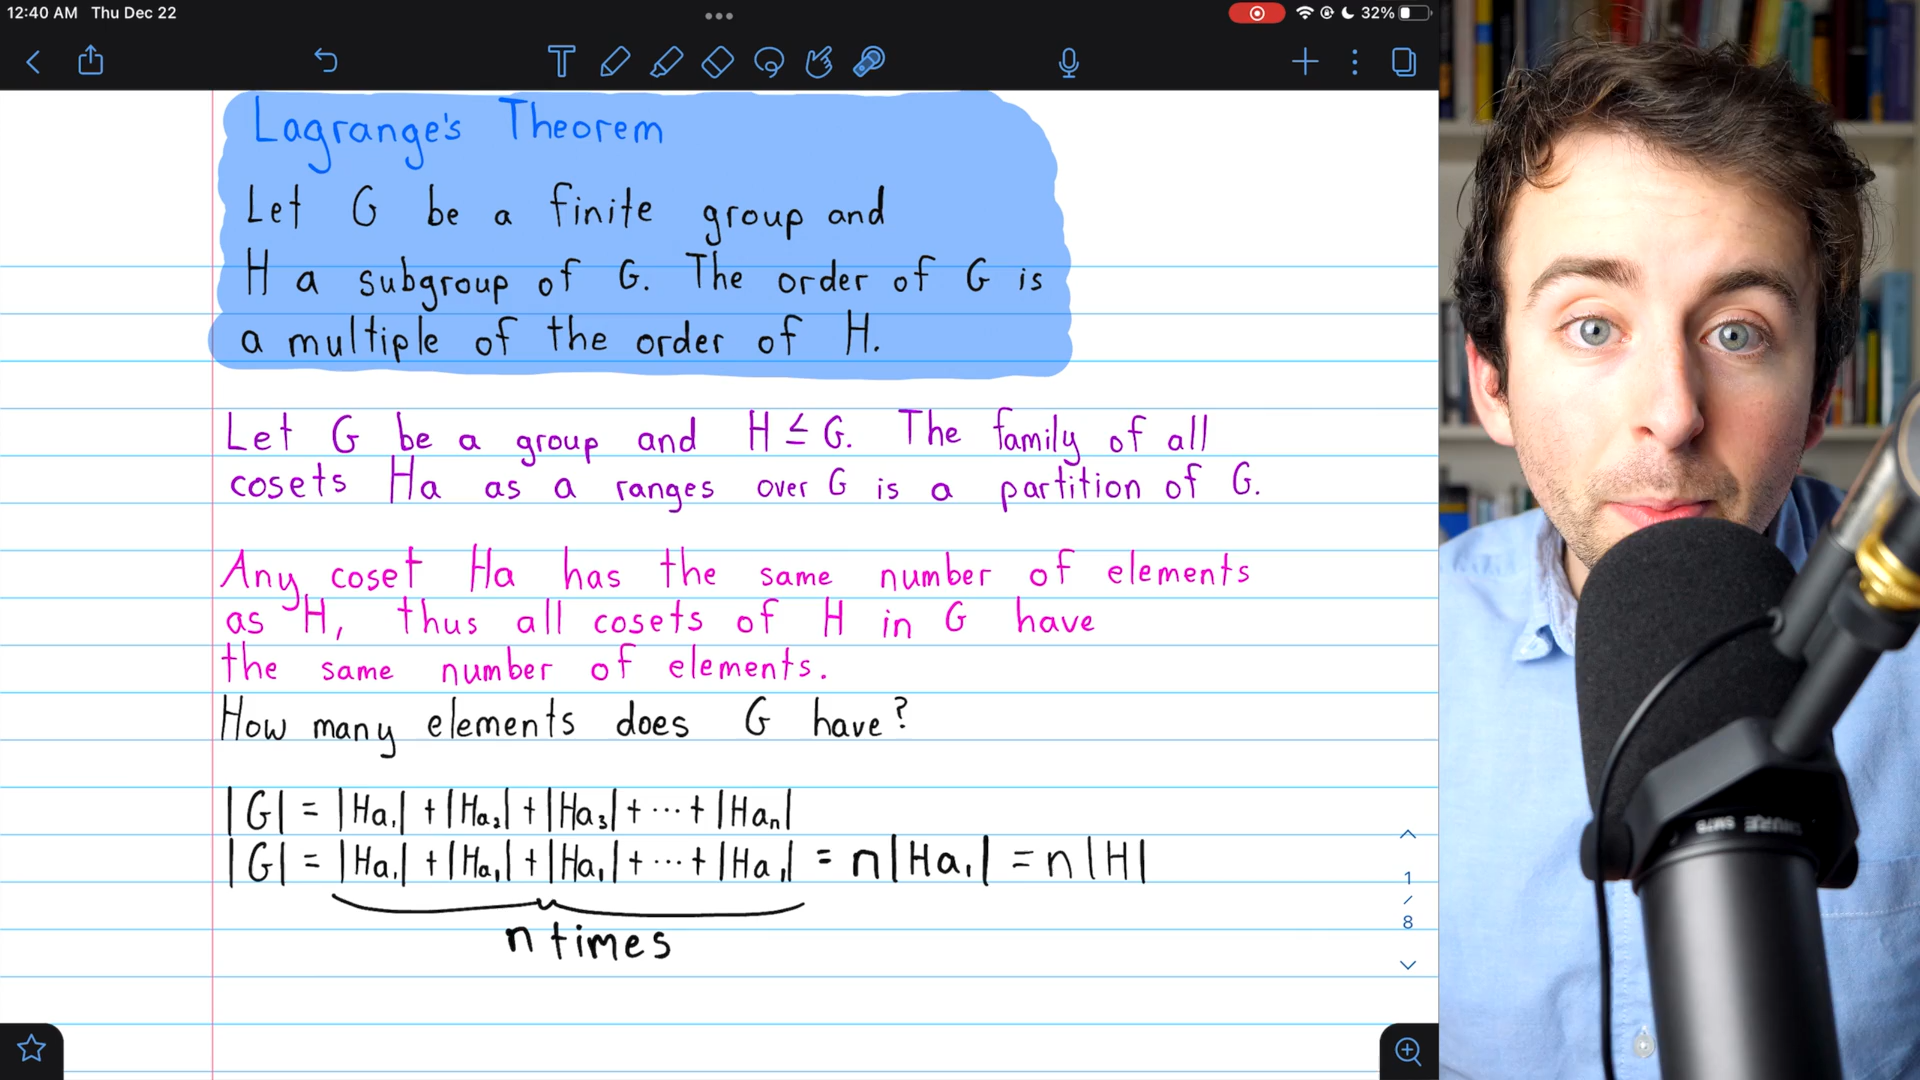 12:40 AM Thu Dec 22
32%
Lagrange's Theorem
Let G be a finite group and
H a subgroup of G. The order of G is
a multiple of the order of H.
Let G be a group and H ≤ G. The family of all
cosets Ha as a ranges over G is a partition of G.
Any coset Ha has the same number of elements
as H, thus all cosets of H in G have
the same number of elements.
How many elements does G have?
|G| = |Ha₁| + |Ha₂| + |Ha₃| + ⋯ + |Haₙ|
|G| = |Ha₁| + |Ha₁| + |Ha₁| + ⋯ + |Ha₁| = n|Ha₁| = n|H|
n times
1
/
8
SHURE SM7B